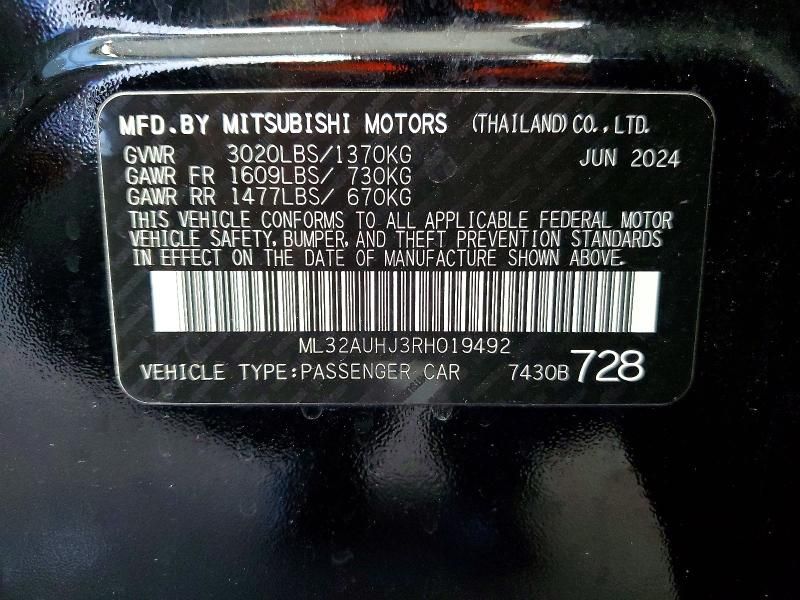 MFD.BY MITSUBISHI MOTORS (THAILAND)CO.,LTD.
GVWR 3020LBS/1370KG JUN 2024
GAWR FR 1609LBS/ 730KG
GAWR RR 1477LBS/ 670KG
THIS VEHICLE CONFORMS TO ALL APPLICABLE FEDERAL MOTOR
VEHICLE SAFETY, BUMPER, AND THEFT PREVENTION STANDARDS
IN EFFECT ON THE DATE OF MANUFACTURE SHOWN ABOVE.
ML32AUHJ3RH019492
VEHICLE TYPE:PASSENGER CAR 7430B 728